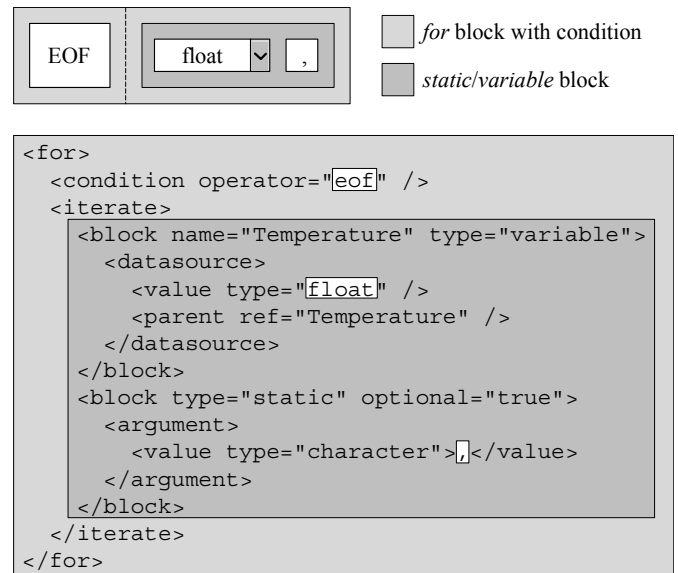 EOF float , for block with condition
static/variable block
<for>
  <condition operator="eof" />
  <iterate>
    <block name="Temperature" type="variable">
      <datasource>
        <value type="float" />
        <parent ref="Temperature" />
      </datasource>
    </block>
    <block type="static" optional="true">
      <argument>
        <value type="character">,</value>
      </argument>
    </block>
  </iterate>
</for>